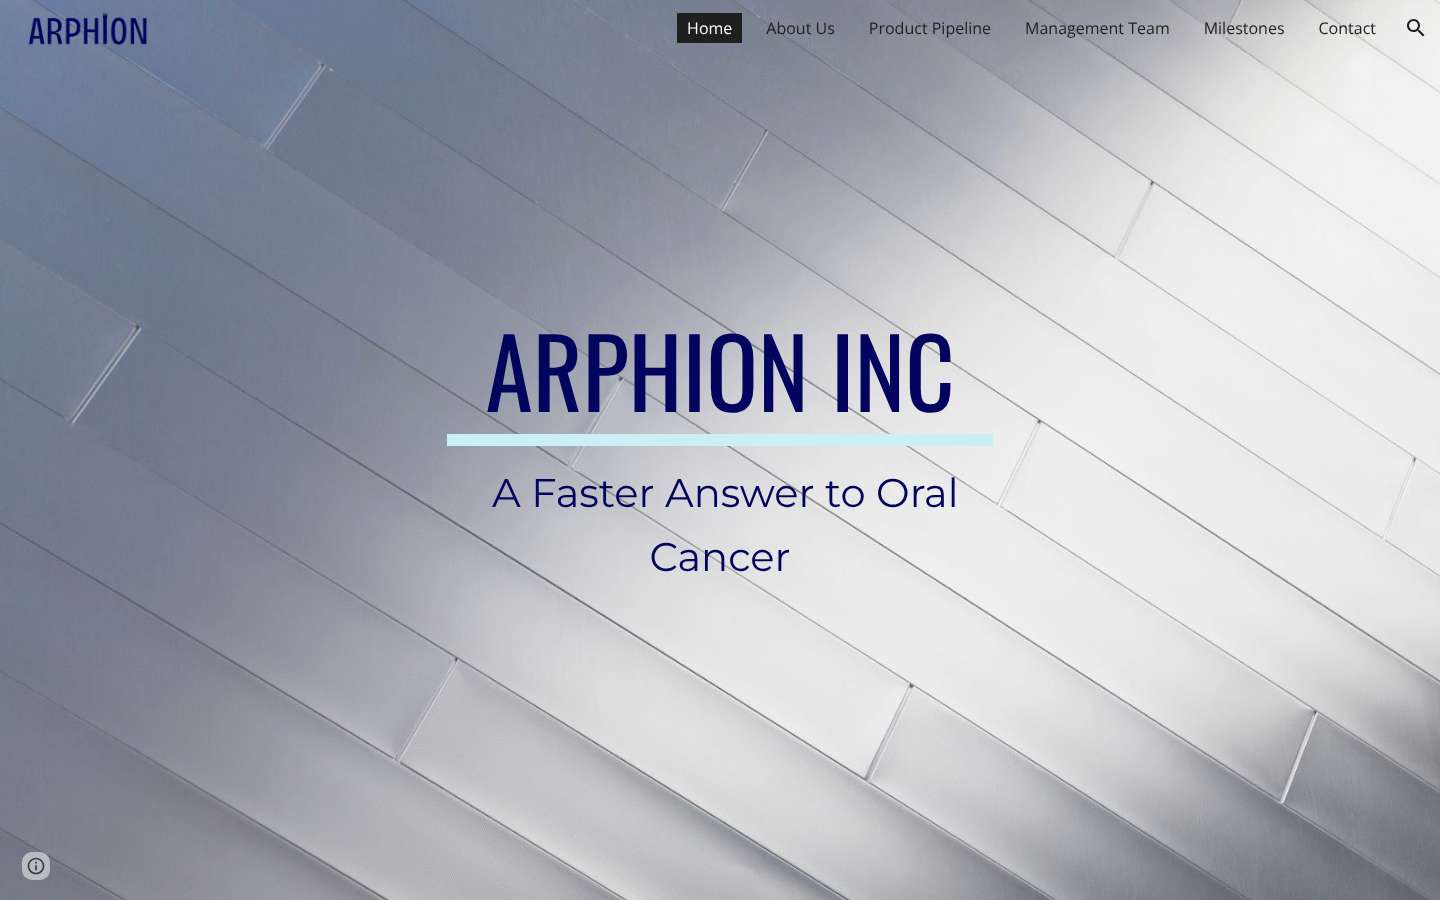 ARPHION
Home About Us Product Pipeline Management Team Milestones Contact
ARPHION INC
A Faster Answer to Oral
Cancer